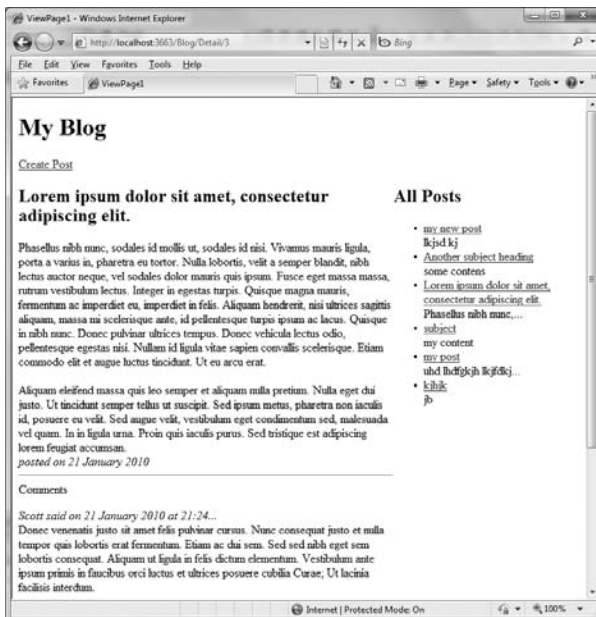 ViewPage1 - Windows Internet Explorer
http://localhost:3663/Blog/Detail/3
Bing
File Edit View Favorites Tools Help
Favorites ViewPage1 Page Safety Tools
My Blog
Create Post
Lorem ipsum dolor sit amet, consectetur
adipiscing elit.
Phasellus nibh nunc, sodales id mollis ut, sodales id nisi. Vivamus mauris ligula,
porta a varius in, pharetra eu tortor. Nulla lobortis, velit a semper blandit, nibh
lectus auctor neque, vel sodales dolor mauris quis ipsum. Fusce eget massa massa,
rutrum vestibulum lectus. Integer in egestas turpis. Quisque magna mauris,
fermentum ac imperdiet eu, imperdiet in felis. Aliquam hendrerit, nisi ultrices sagittis
aliquam, massa mi scelerisque ante, id pellentesque turpis ipsum ac lacus. Quisque
in nibh nunc. Donec pulvinar ultrices tempus. Donec vehicula lectus odio,
pellentesque egestas nisi. Nullam id ligula vitae sapien convallis scelerisque. Etiam
commodo elit et augue luctus tincidunt. Ut eu arcu erat.
Aliquam eleifend massa quis leo semper et aliquam nulla pretium. Nulla eget dui
justo. Ut tincidunt semper tellus ut suscipit. Sed ipsum metus, pharetra non iaculis
id, posuere eu velit. Sed augue velit, vestibulum eget condimentum sed, malesuada
vel quam. In in ligula urna. Proin quis iaculis purus. Sed tristique est adipiscing
lorem feugiat accumsan.
posted on 21 January 2010
Comments
Scott said on 21 January 2010 at 21:24...
Donec venenatis justo sit amet felis pulvinar cursus. Nunc consequat justo et nulla
tempor quis lobortis erat fermentum. Etiam ac dui sem. Sed sed nibh eget sem
lobortis consequat. Aliquam ut ligula in felis dictum elementum. Vestibulum ante
ipsum primis in faucibus orci luctus et ultrices posuere cubilia Curae; Ut lacinia
facilisis interdum.
All Posts
my new post
lkjsd kj
Another subject heading
some contens
Lorem ipsum dolor sit amet,
consectetur adipiscing elit.
Phasellus nibh nunc,...
subject
my content
my post
uhd lhdfgkjh lkjfdkj...
kjhjk
jb
Internet | Protected Mode: On 100%